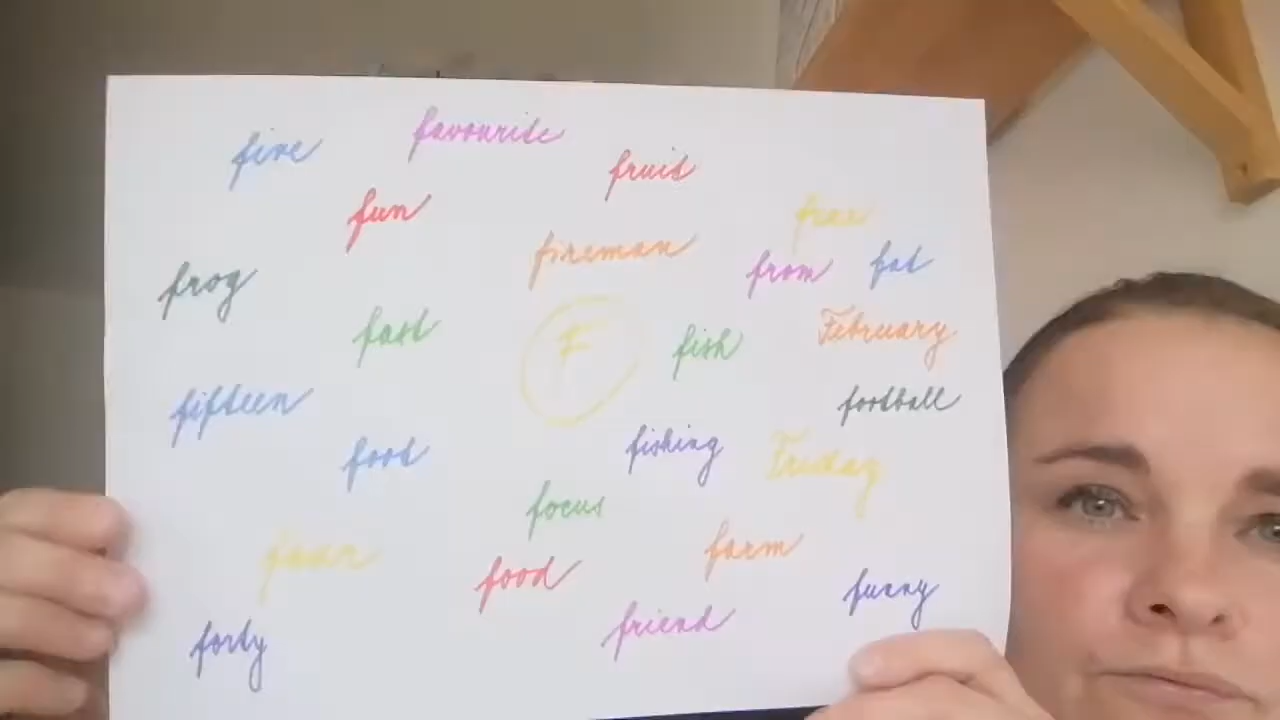 five
favourite
fruit
fun
free
fireman
from
fat
frog
fast
F
fish
February
fifteen
football
foot
fishing
Friday
focus
four
food
farm
funny
forty
friend